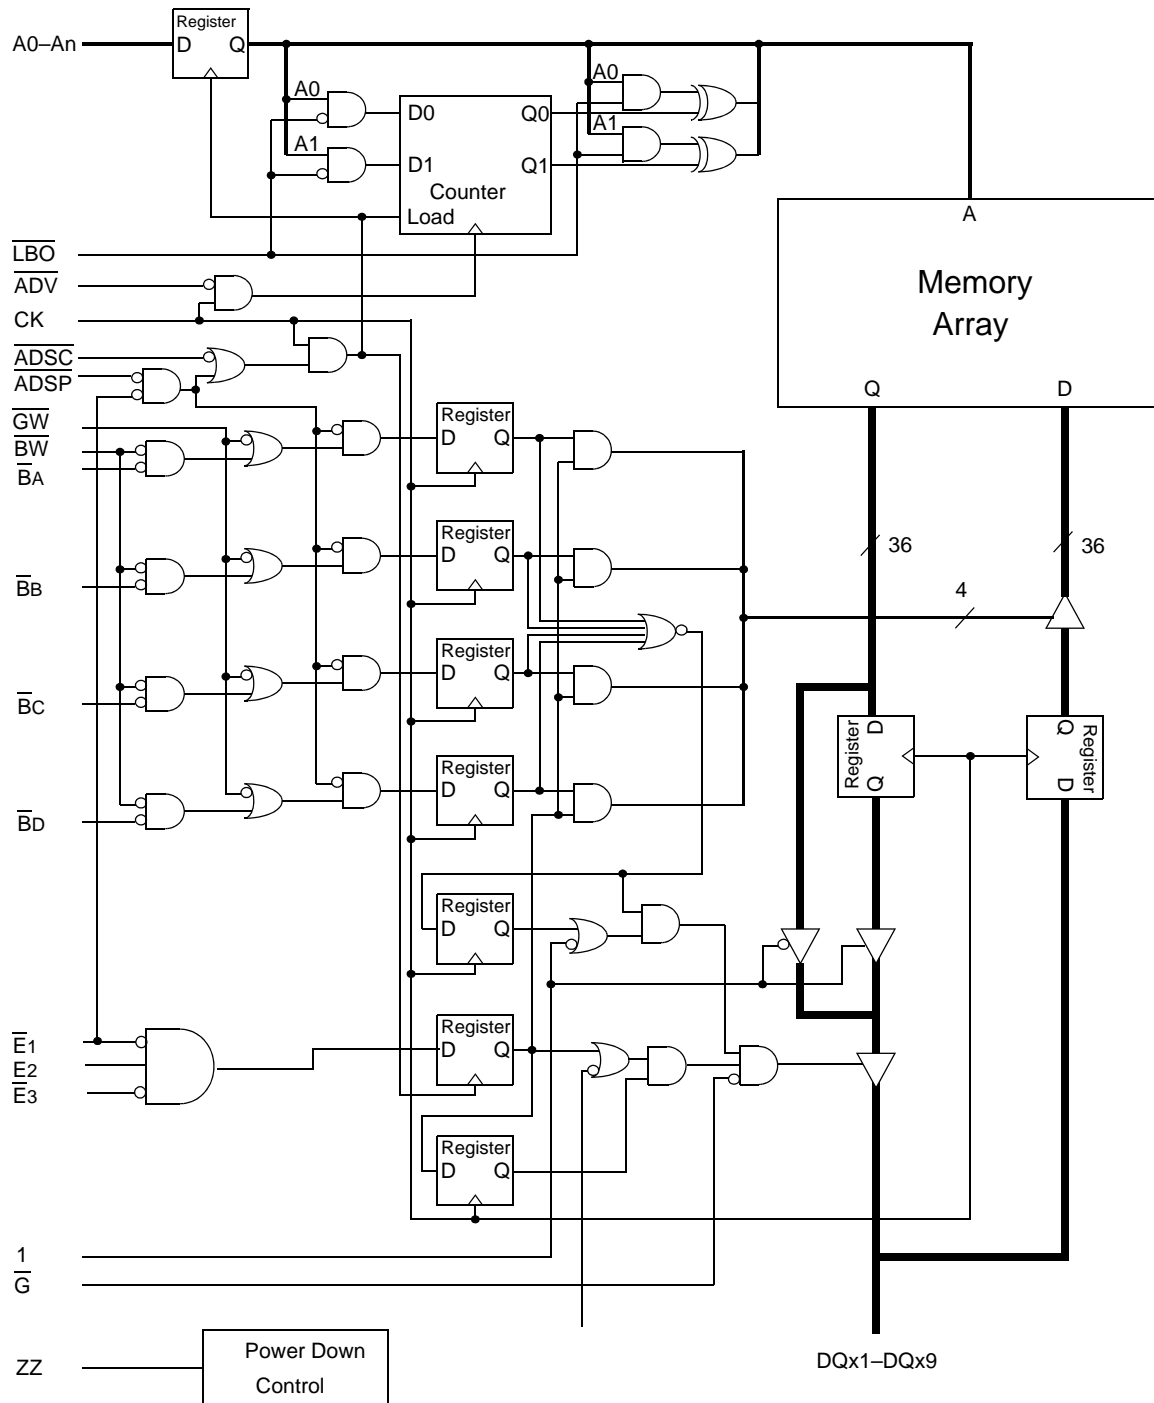 Register
A0–An
D Q
A0
A0
D0
Q0
A1
A1
D1
Q1
Counter
Load
A
LBO
ADV
Memory
Array
CK
ADSC
ADSP
Q
D
GW
Register
BW
D Q
BA
Register
D Q
36
36
BB
4
Register
D Q
BC
Register
D
Q
Register
Q
D
Register
D Q
BD
Register
D Q
Register
E1
D Q
E2
E3
Register
D Q
1
G
Power Down
Control
ZZ
DQx1–DQx9